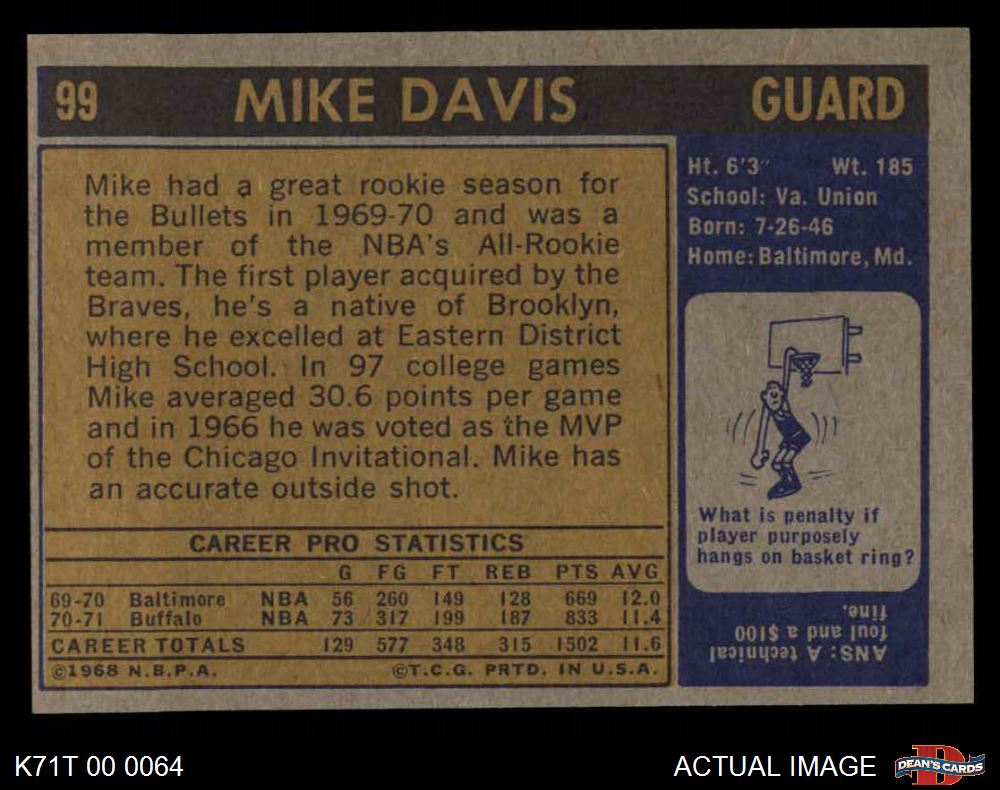 99 MIKE DAVIS GUARD
Mike had a great rookie season for
the Bullets in 1969-70 and was a
member of the NBA's All-Rookie
team. The first player acquired by the
Braves, he's a native of Brooklyn,
where he excelled at Eastern District
High School. In 97 college games
Mike averaged 30.6 points per game
and in 1966 he was voted as the MVP
of the Chicago Invitational. Mike has
an accurate outside shot.
CAREER PRO STATISTICS
G FG FT REB PTS AVG
69-70 Baltimore NBA 56 260 149 128 669 12.0
70-71 Buffalo NBA 73 317 199 187 833 11.4
CAREER TOTALS 129 577 348 315 1502 11.6
©1968 N.B.P.A. ©T.C.G. PRTD. IN U.S.A.
Ht. 6'3" Wt. 185
School: Va. Union
Born: 7-26-46
Home: Baltimore, Md.
What is penalty if
player purposely
hangs on basket ring?
ANS: A technical
foul and a $100
fine.
K71T 00 0064 ACTUAL IMAGE DEAN'S CARDS